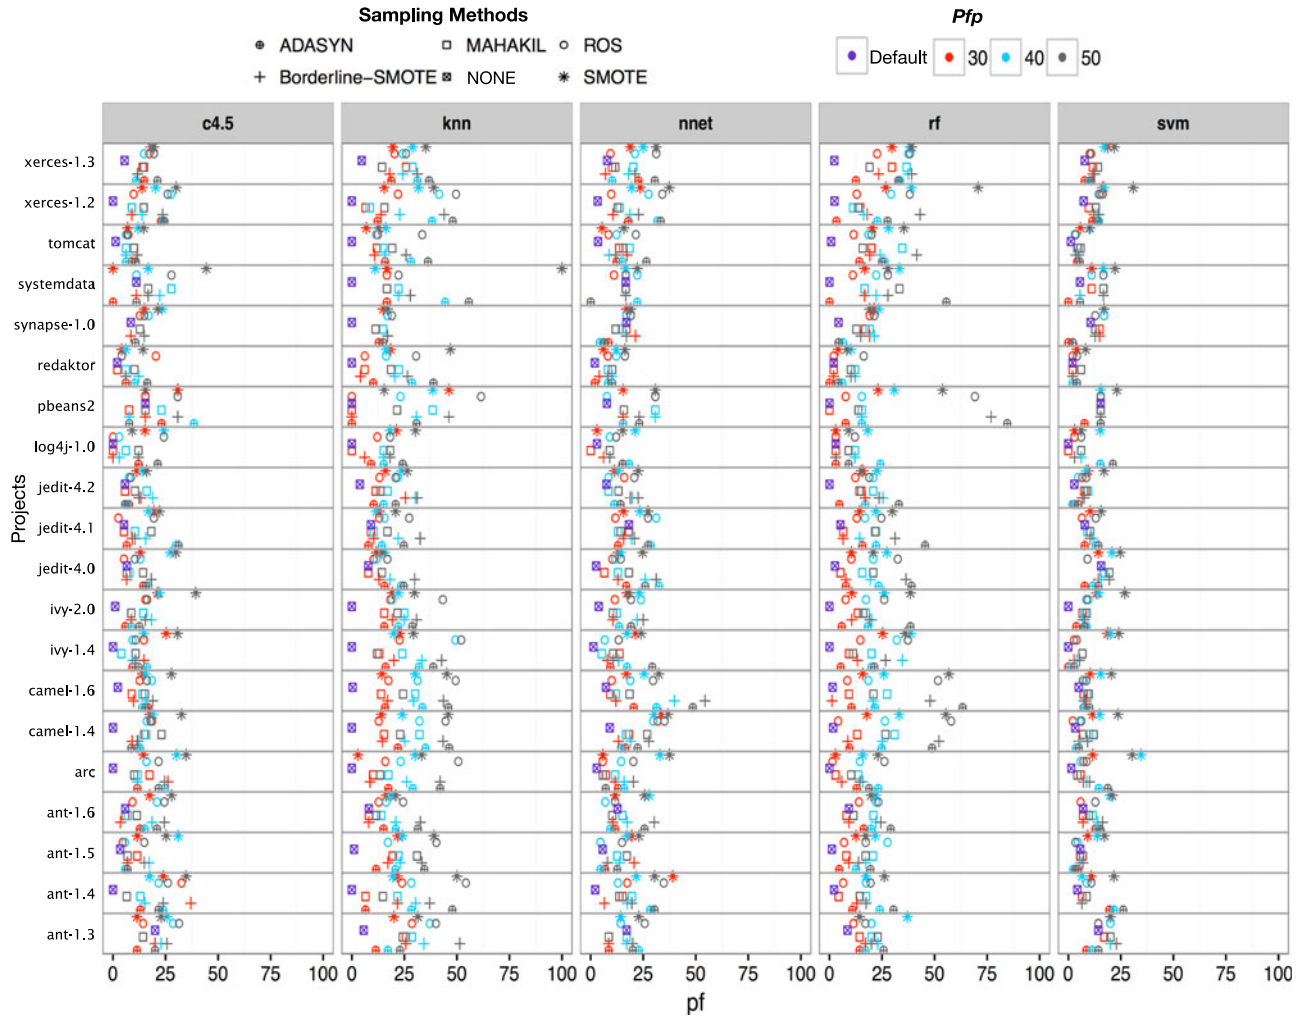 Sampling Methods
Pfp
ADASYN MAHAKIL ROS
Borderline-SMOTE NONE SMOTE
Default 30 40 50
c4.5 knn nnet rf svm
xerces-1.3
xerces-1.2
tomcat
systemdata
synapse-1.0
redaktor
pbeans2
log4j-1.0
jedit-4.2
jedit-4.1
jedit-4.0
ivy-2.0
ivy-1.4
camel-1.6
camel-1.4
arc
ant-1.6
ant-1.5
ant-1.4
ant-1.3
Projects
0 25 50 75 100 0 25 50 75 100 0 25 50 75 100 0 25 50 75 100 0 25 50 75 100
pf